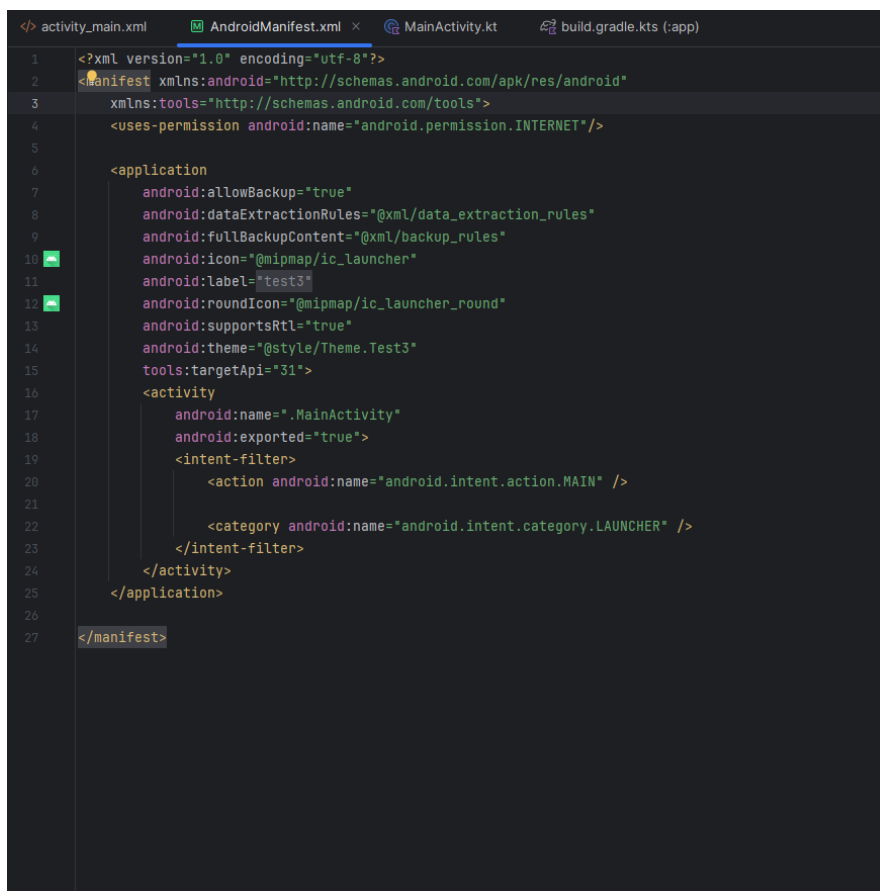 activity_main.xml AndroidManifest.xml MainActivity.kt build.gradle.kts (:app)
1 <?xml version="1.0" encoding="utf-8"?>
2 <manifest xmlns:android="http://schemas.android.com/apk/res/android"
3 xmlns:tools="http://schemas.android.com/tools">
4 <uses-permission android:name="android.permission.INTERNET"/>
5
6 <application
7 android:allowBackup="true"
8 android:dataExtractionRules="@xml/data_extraction_rules"
9 android:fullBackupContent="@xml/backup_rules"
10 android:icon="@mipmap/ic_launcher"
11 android:label="test3"
12 android:roundIcon="@mipmap/ic_launcher_round"
13 android:supportsRtl="true"
14 android:theme="@style/Theme.Test3"
15 tools:targetApi="31">
16 <activity
17 android:name=".MainActivity"
18 android:exported="true">
19 <intent-filter>
20 <action android:name="android.intent.action.MAIN" />
21
22 <category android:name="android.intent.category.LAUNCHER" />
23 </intent-filter>
24 </activity>
25 </application>
26
27 </manifest>